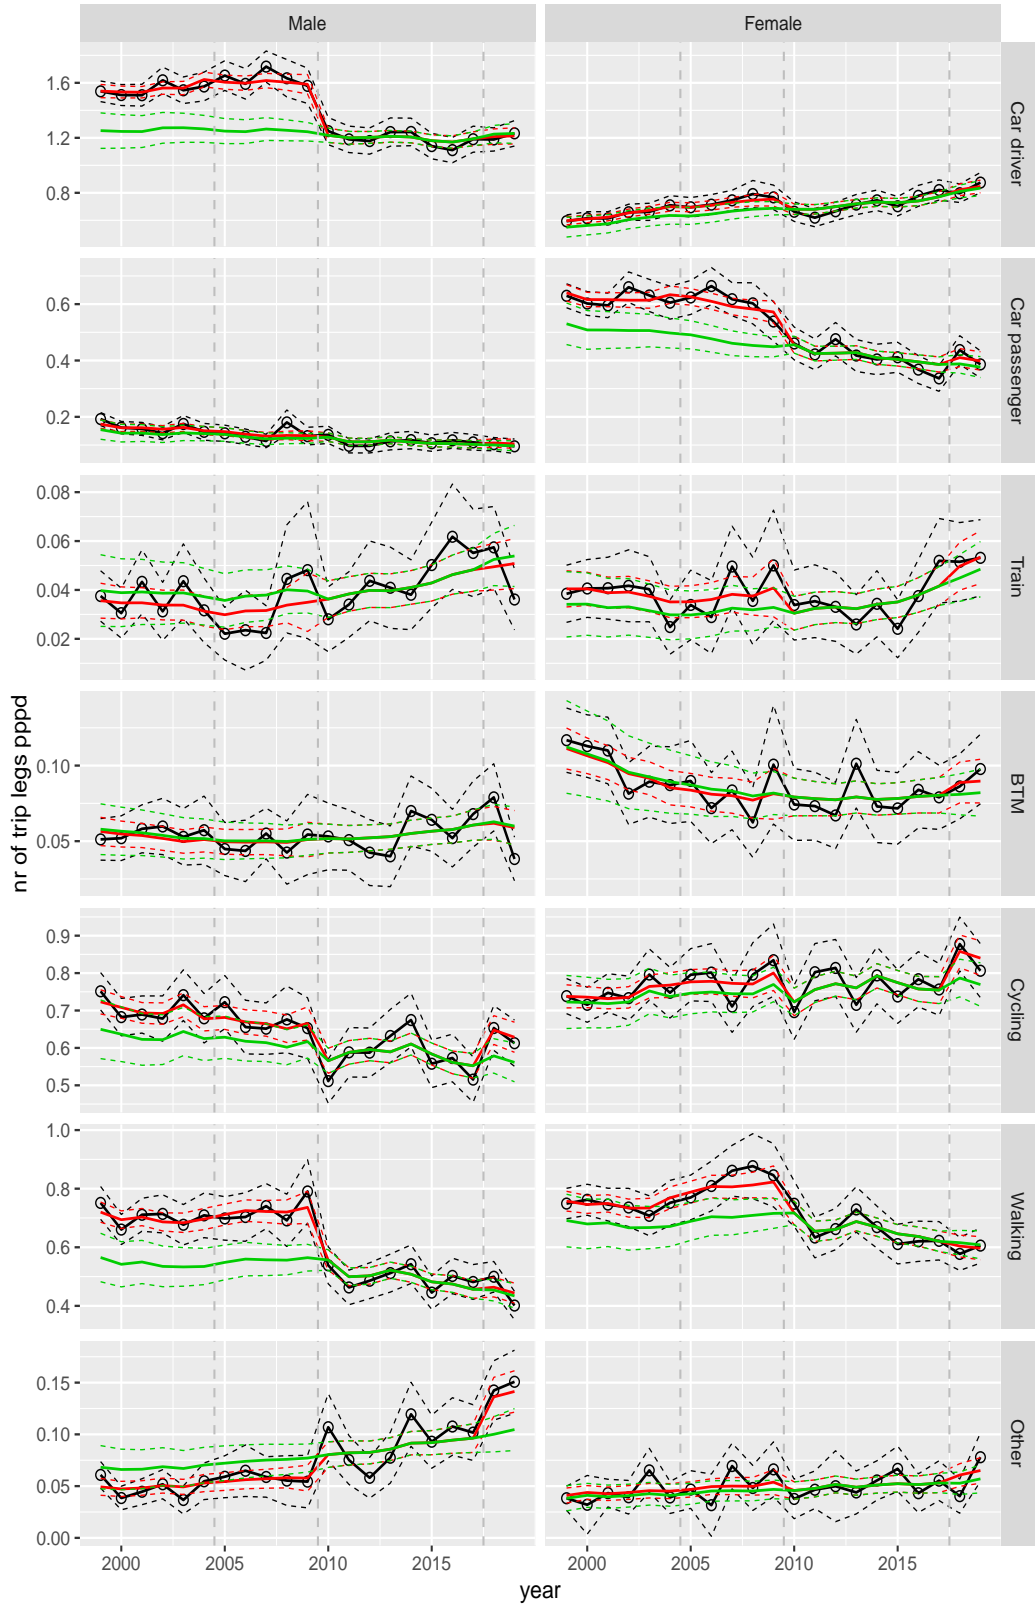 Male Female
1.6
1.2
0.8
Car driver
0.6
0.4
0.2
Car passenger
0.08
0.06
0.04
0.02
Train
nr of trip legs pppd
0.10
0.05
BTM
0.9
0.8
0.7
0.6
0.5
Cycling
1.0
0.8
0.6
0.4
Walking
0.15
0.10
0.05
0.00
Other
2000 2005 2010 2015 2000 2005 2010 2015
year